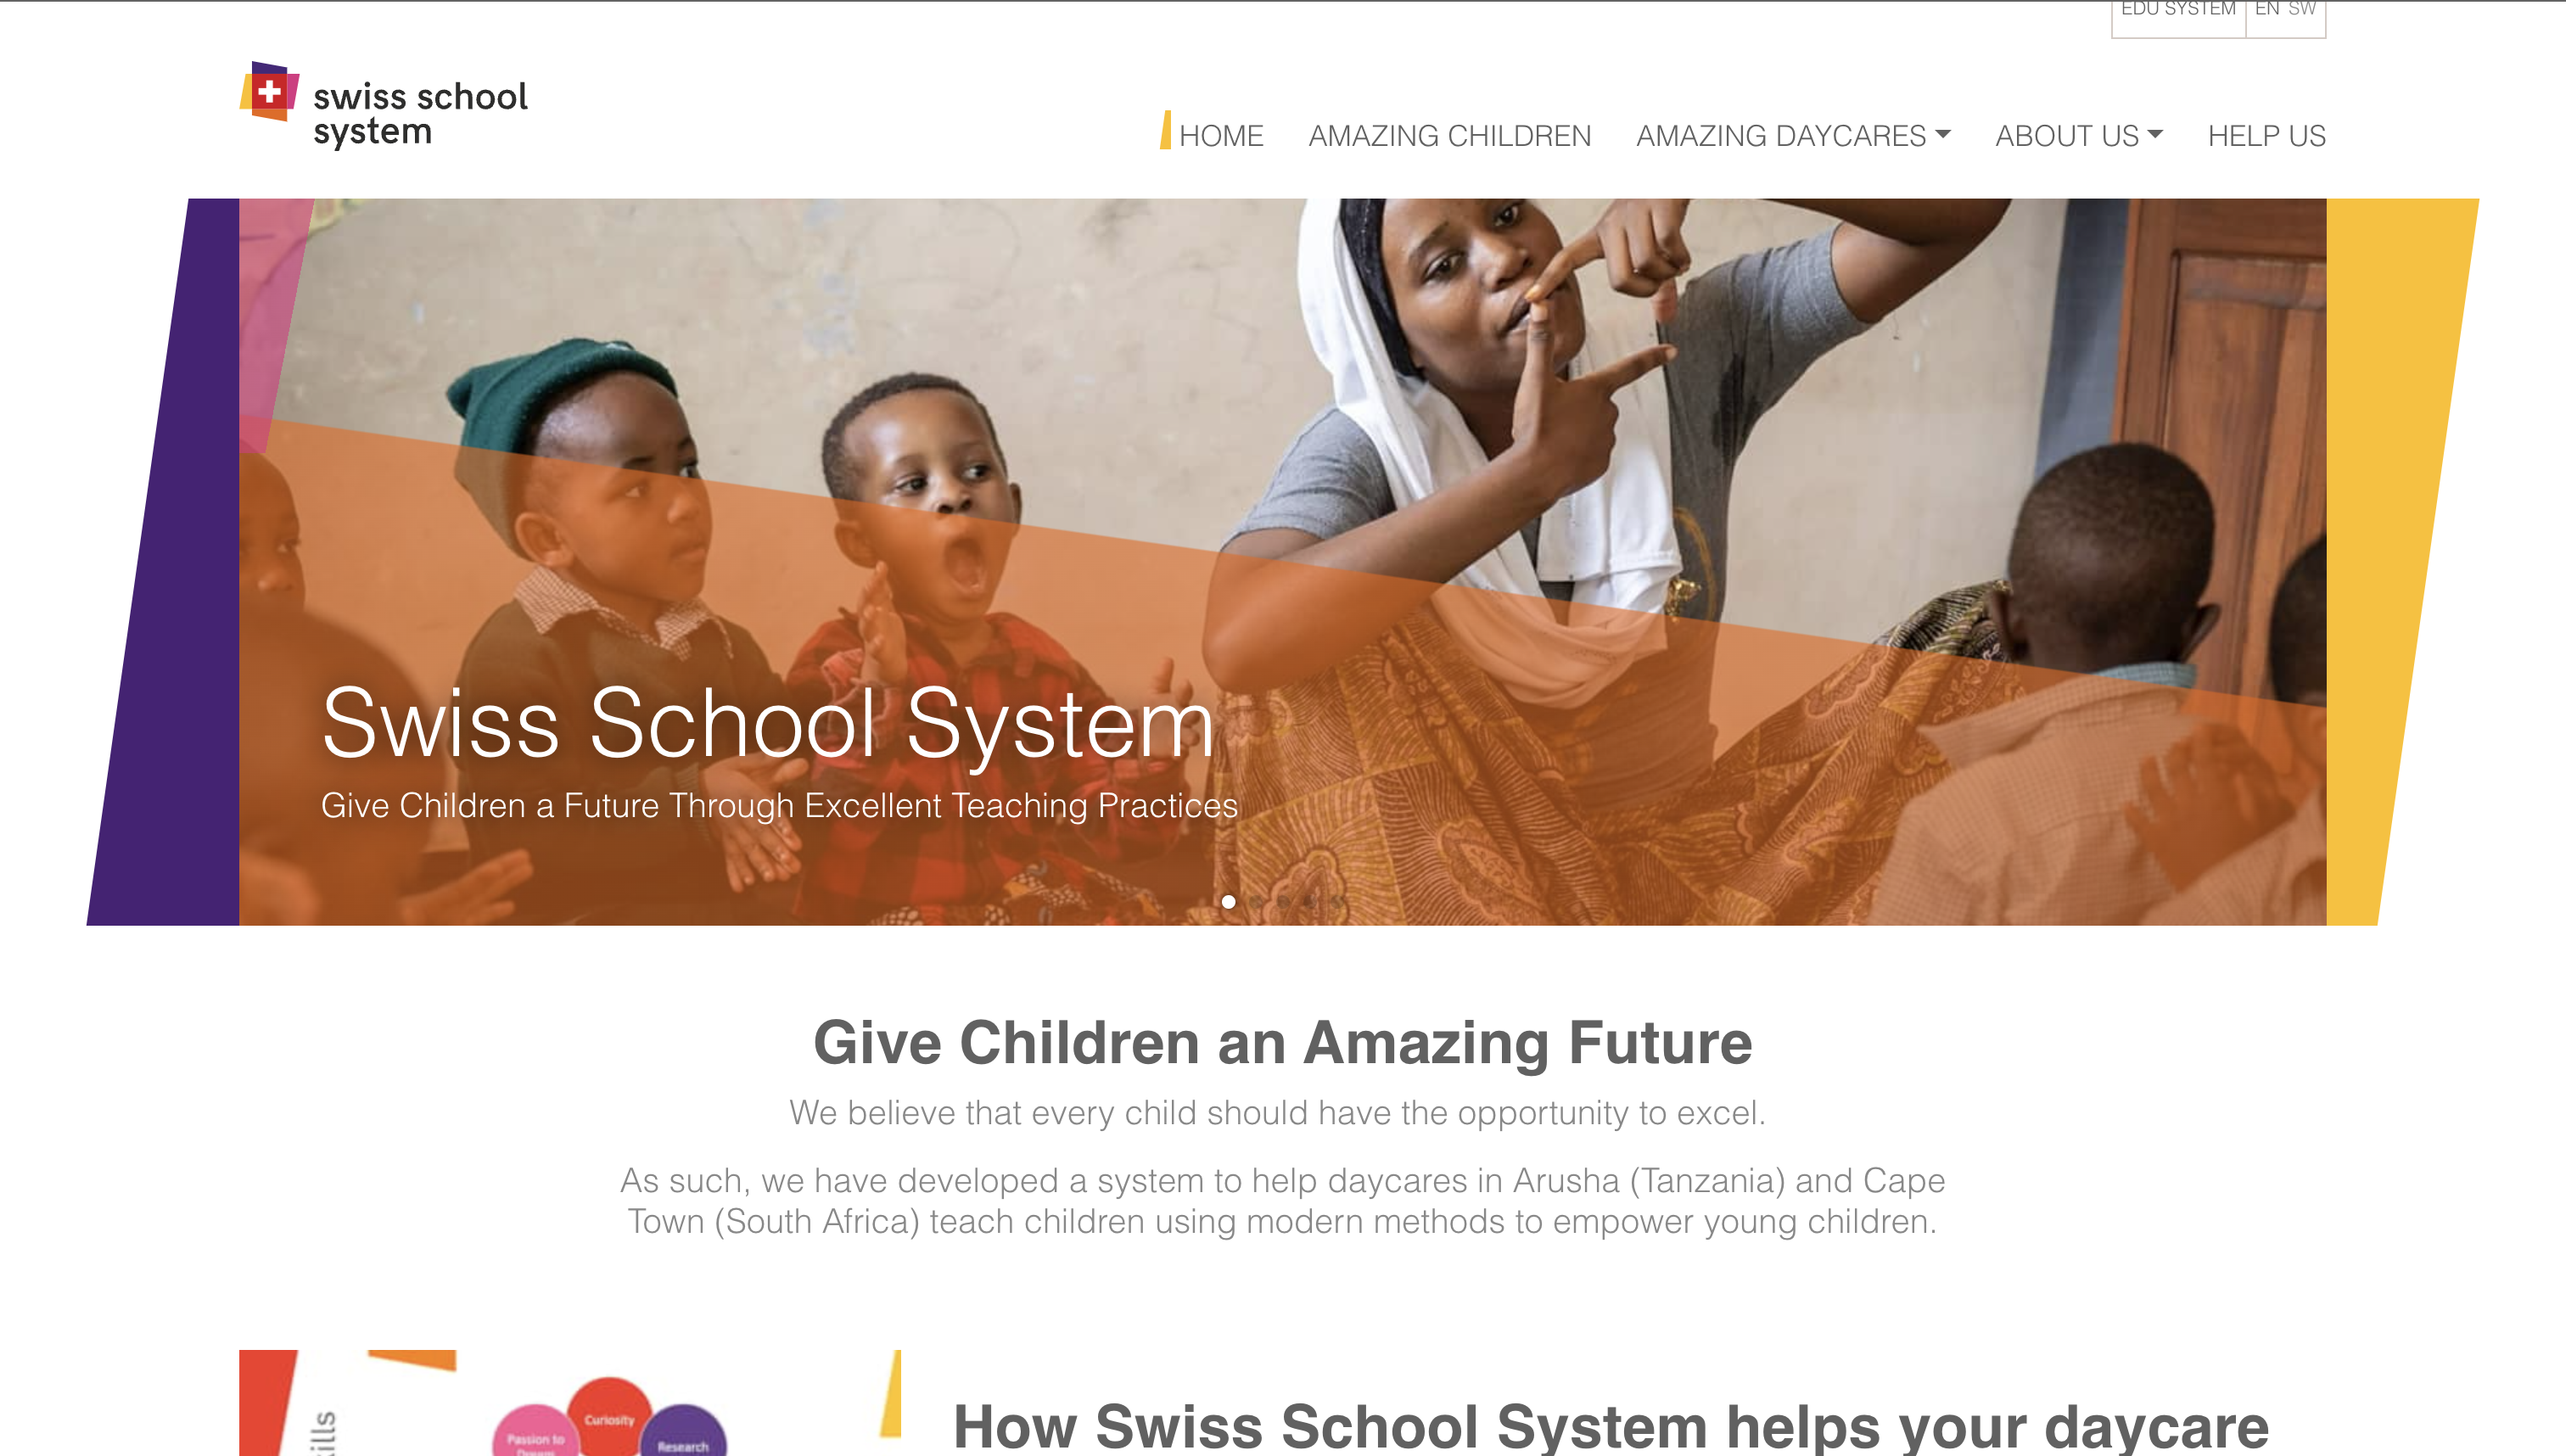 EDU SYSTEM EN SW
swiss school
system
HOME AMAZING CHILDREN AMAZING DAYCARES ABOUT US HELP US
Swiss School System
Give Children a Future Through Excellent Teaching Practices
Give Children an Amazing Future
We believe that every child should have the opportunity to excel.
As such, we have developed a system to help daycares in Arusha (Tanzania) and Cape
Town (South Africa) teach children using modern methods to empower young children.
Curiosity
Passion to
Research
How Swiss School System helps your daycare